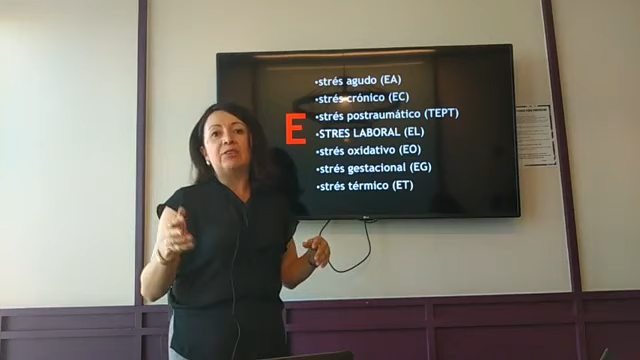 •strés agudo (EA)
•strés crónico (EC)
•strés postraumático (TEPT)
E
•STRES LABORAL (EL)
•strés oxidativo (EO)
•strés gestacional (EG)
•strés térmico (ET)